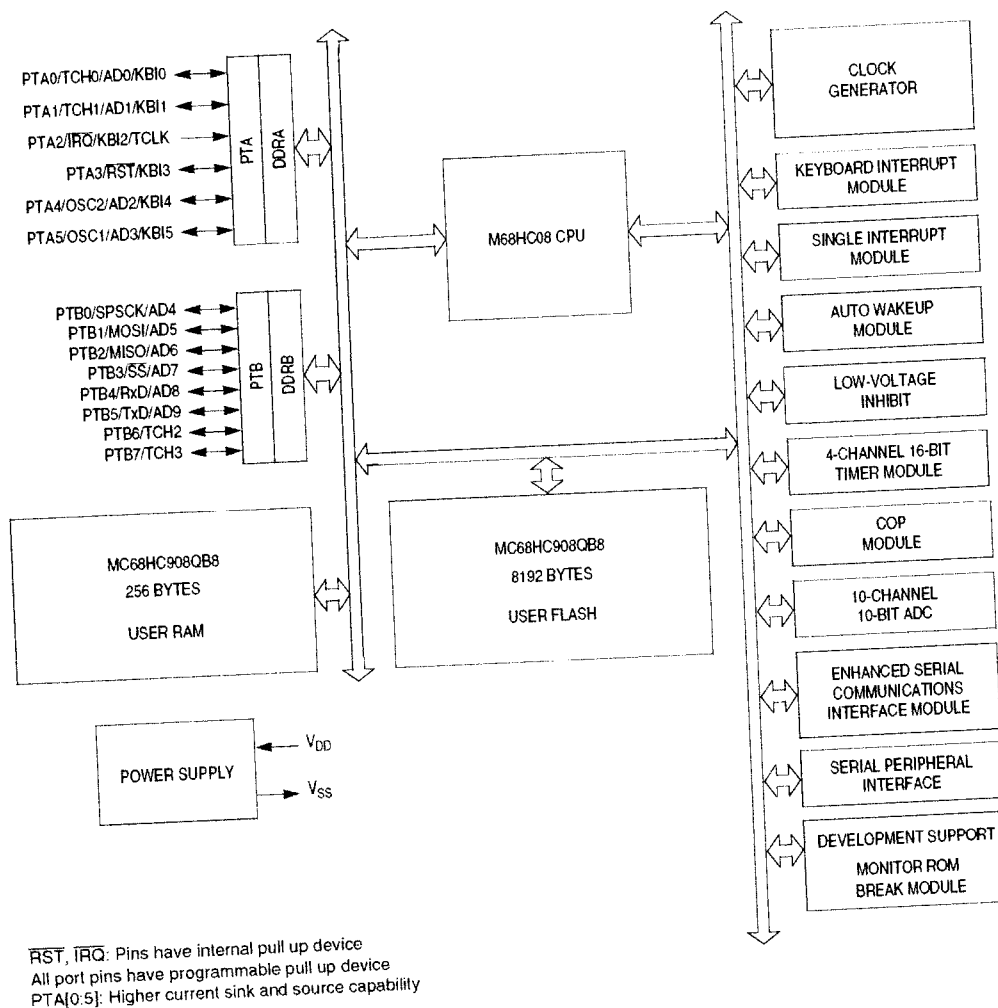 PTA0/TCH0/AD0/KBI0
PTA1/TCH1/AD1/KBI1
PTA2/IRQ/KBI2/TCLK
PTA3/RST/KBI3
PTA4/OSC2/AD2/KBI4
PTA5/OSC1/AD3/KBI5
PTA
DDRA
PTB0/SPSCK/AD4
PTB1/MOSI/AD5
PTB2/MISO/AD6
PTB3/SS/AD7
PTB4/RxD/AD8
PTB5/TxD/AD9
PTB6/TCH2
PTB7/TCH3
PTB
DDRB
M68HC08 CPU
MC68HC908QB8
256 BYTES
USER RAM
MC68HC908QB8
8192 BYTES
USER FLASH
POWER SUPPLY
VDD
VSS
CLOCK
GENERATOR
KEYBOARD INTERRUPT
MODULE
SINGLE INTERRUPT
MODULE
AUTO WAKEUP
MODULE
LOW-VOLTAGE
INHIBIT
4-CHANNEL 16-BIT
TIMER MODULE
COP
MODULE
10-CHANNEL
10-BIT ADC
ENHANCED SERIAL
COMMUNICATIONS
INTERFACE MODULE
SERIAL PERIPHERAL
INTERFACE
DEVELOPMENT SUPPORT
MONITOR ROM
BREAK MODULE
RST, IRQ: Pins have internal pull up device
All port pins have programmable pull up device
PTA[0:5]: Higher current sink and source capability